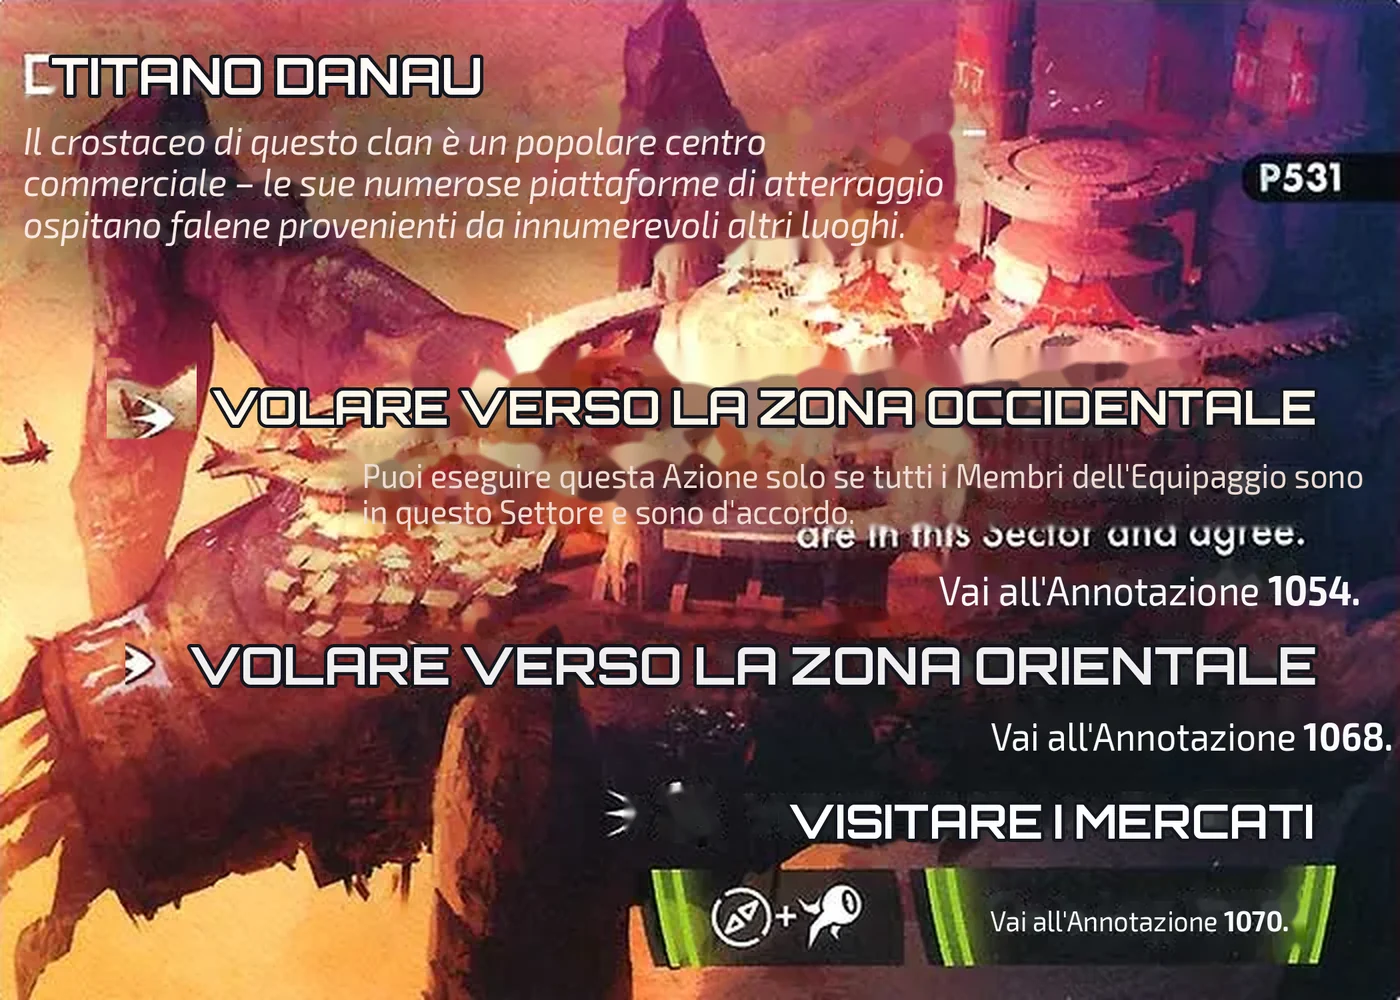 TITANO DANAU
Il crostaceo di questo clan è un popolare centro
commerciale – le sue numerose piattaforme di atterraggio
ospitano falene provenienti da innumerevoli altri luoghi.
P531
VOLARE VERSO LA ZONA OCCIDENTALE
Puoi eseguire questa Azione solo se tutti i Membri dell'Equipaggio sono
in questo Settore e sono d'accordo.
are in this Sector and agree.
Vai all'Annotazione 1054.
VOLARE VERSO LA ZONA ORIENTALE
Vai all'Annotazione 1068.
VISITARE I MERCATI
+
Vai all'Annotazione 1070.